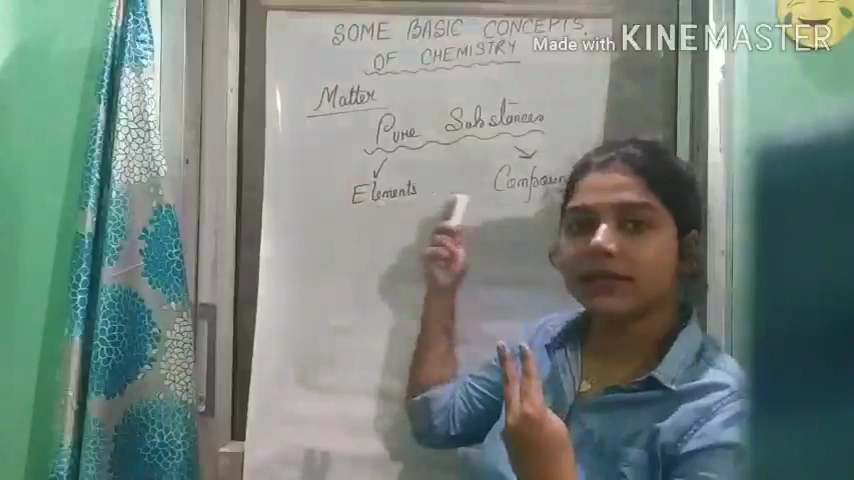 SOME BASIC CONCEPTS
OF CHEMISTRY
Made with KINEMASTER
Matter
Pure Substances
Elements